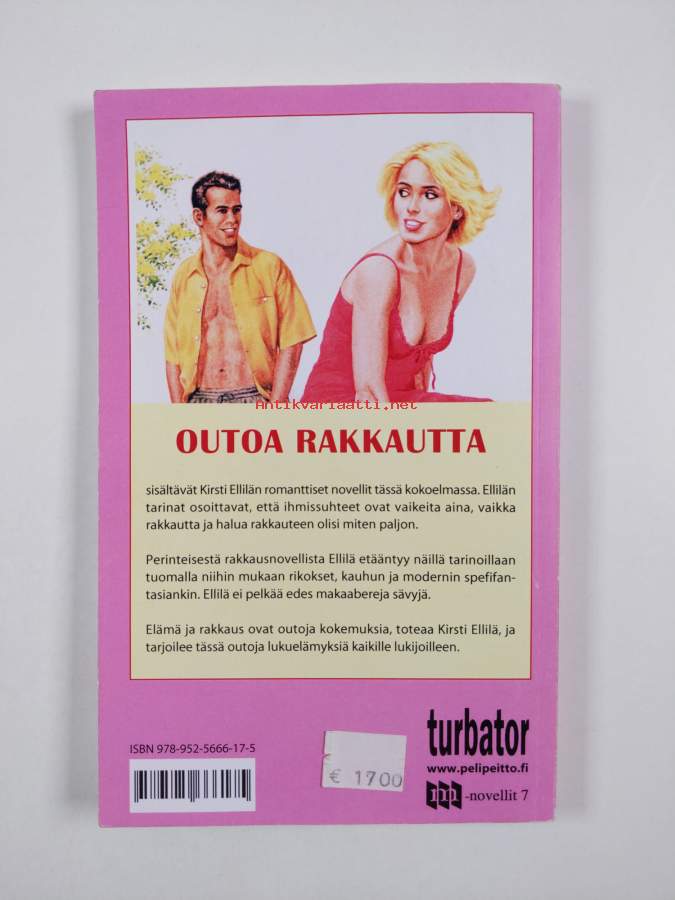 Antikvariaatti.net
OUTOA RAKKAUTTA
sisältävät Kirsti Ellilän romanttiset novellit tässä kokoelmassa. Ellilän
tarinat osoittavat, että ihmissuhteet ovat vaikeita aina, vaikka
rakkautta ja halua rakkauteen olisi miten paljon.
Perinteisestä rakkausnovellista Ellilä etääntyy näillä tarinoillaan
tuomalla niihin mukaan rikokset, kauhun ja modernin spefifan-
tasiankin. Ellilä ei pelkää edes makaabereja sävyjä.
Elämä ja rakkaus ovat outoja kokemuksia, toteaa Kirsti Ellilä, ja
tarjoilee tässä outoja lukuelämyksiä kaikille lukijoilleen.
turbator
www.pelipeitto.fi
-novellit 7
ISBN 978-952-5666-17-5
€ 1700